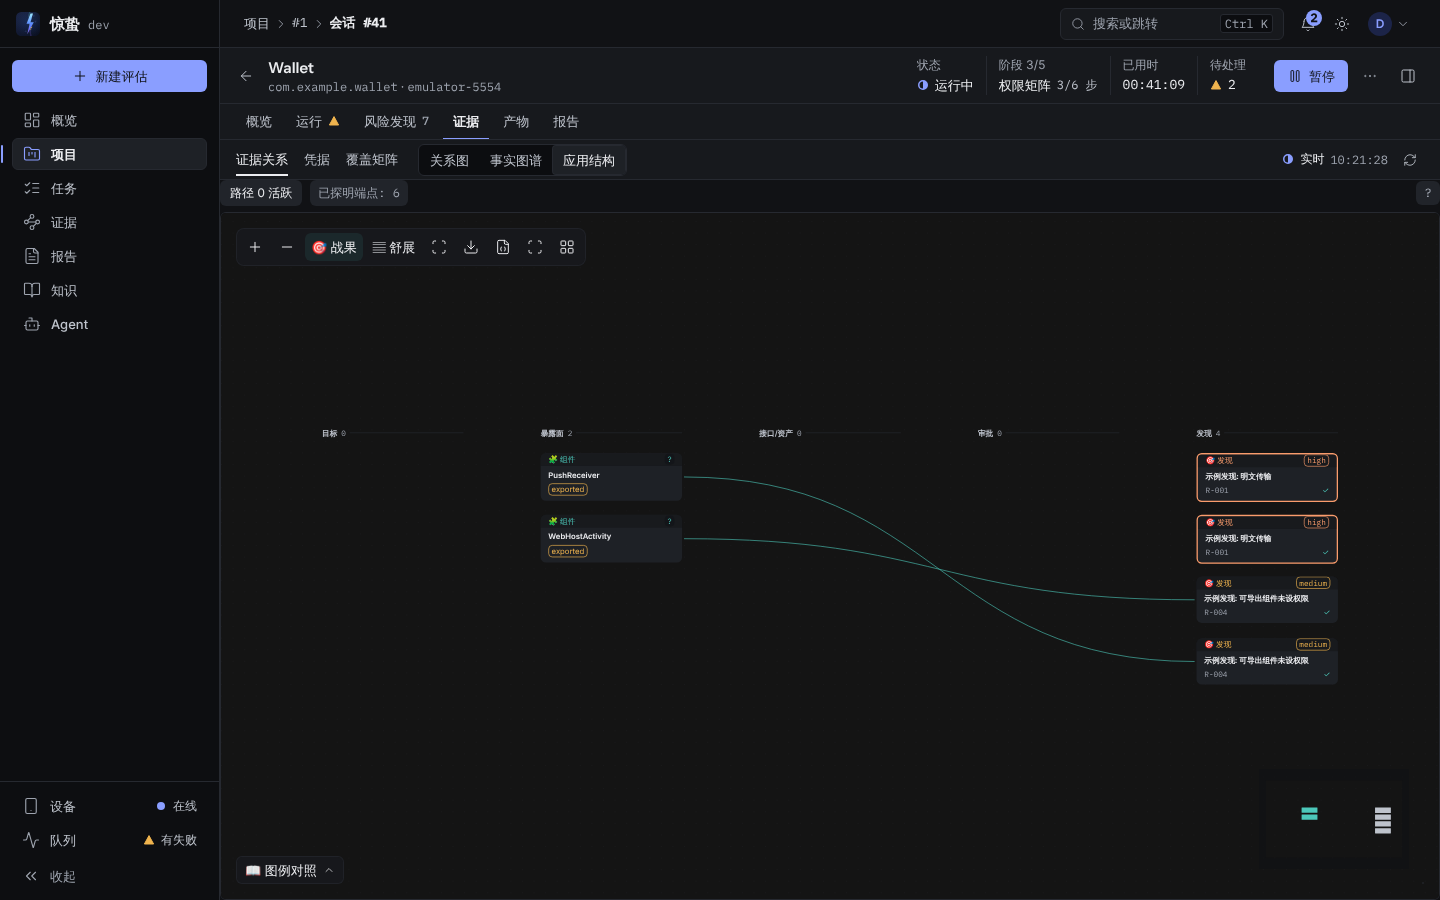 惊蛰 dev
项目 > #1 > 会话 #41
搜索或跳转 Ctrl K
2
D
新建评估
概览
项目
任务
证据
报告
知识
Agent
设备 在线
队列 有失败
收起
Wallet
com.example.wallet·emulator-5554
状态
运行中
阶段 3/5
权限矩阵 3/6 步
已用时
00:41:09
待处理
2
暂停
概览 运行 风险发现 7 证据 产物 报告
证据关系 凭据 覆盖矩阵 关系图 事实图谱 应用结构
实时 10:21:28
路径 0 活跃 已探明端点: 6 ?
战果 舒展
目标 0
暴露面 2
接口/资产 0
审批 0
发现 4
组件 ?
PushReceiver
exported
组件 ?
WebHostActivity
exported
发现 high
示例发现: 明文传输
R-001
发现 high
示例发现: 明文传输
R-001
发现 medium
示例发现: 可导出组件未设权限
R-004
发现 medium
示例发现: 可导出组件未设权限
R-004
图例对照